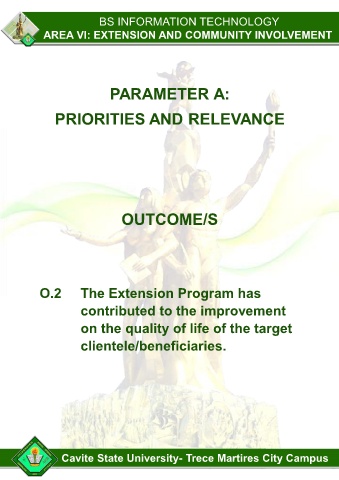 BS INFORMATION TECHNOLOGY
AREA VI: EXTENSION AND COMMUNITY INVOLVEMENT
PARAMETER A:
PRIORITIES AND RELEVANCE
OUTCOME/S
O.2 The Extension Program has
contributed to the improvement
on the quality of life of the target
clientele/beneficiaries.
Cavite State University- Trece Martires City Campus